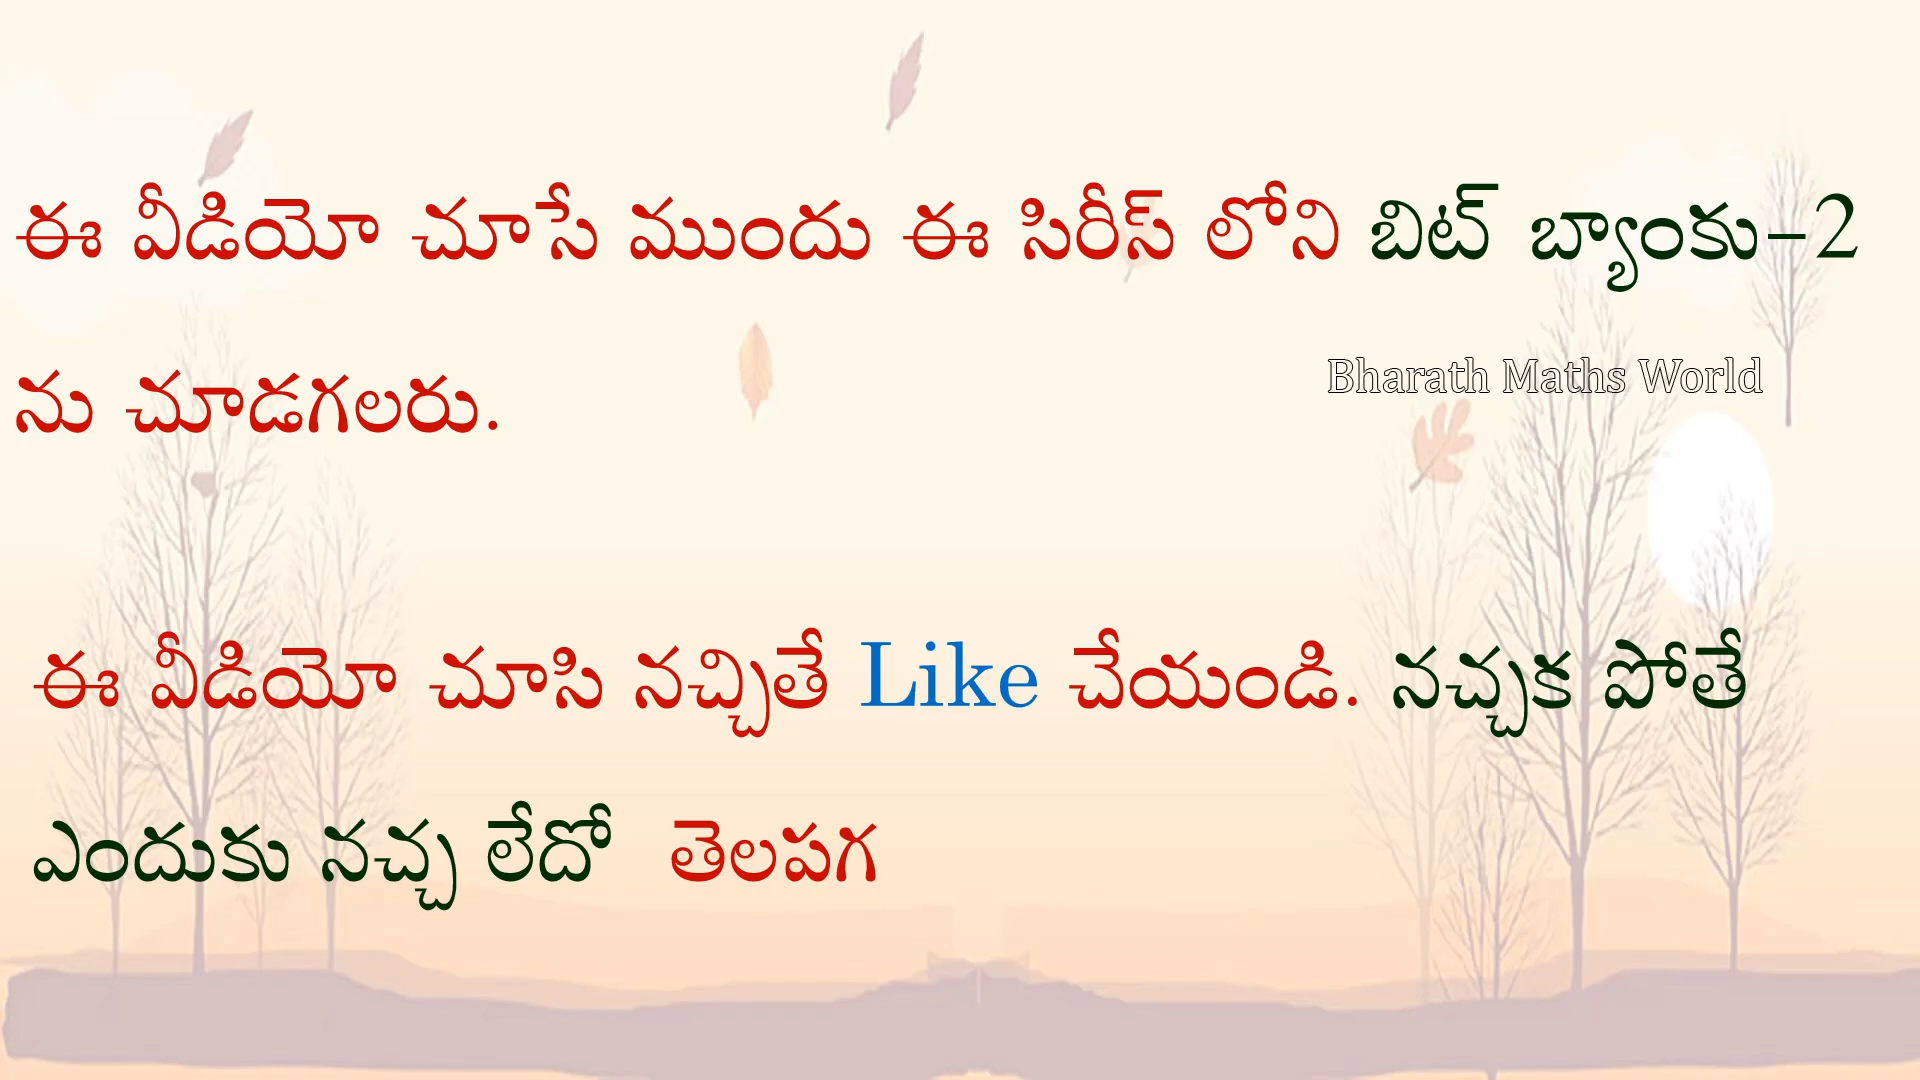 ఈ వీడియో చూసే ముందు ఈ సిరీస్ లోని బిట్ బ్యాంకు-2
ను చూడగలరు.
Bharath Maths World
ఈ వీడియో చూసి నచ్చితే Like చేయండి. నచ్చక పోతే
ఎందుకు నచ్చ లేదో తెలపగ